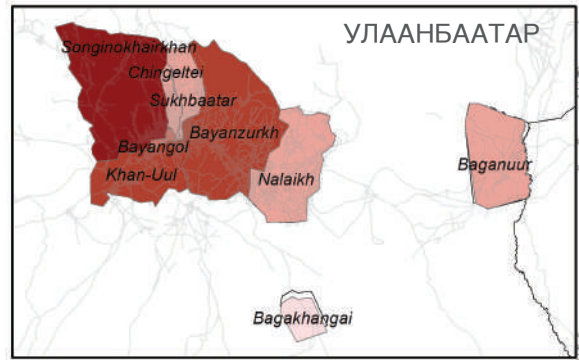 УЛААНБААТАР
Songinokhairkhan
Chingeltei
Sukhbaatar
Bayanzurkh
Bayangol
Khan-Uul
Nalaikh
Baganuur
Bagakhangai